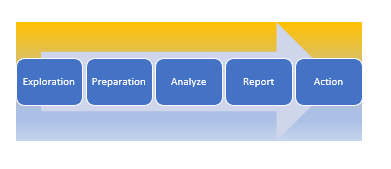 Exploration
Preparation
Analyze
Report
Action